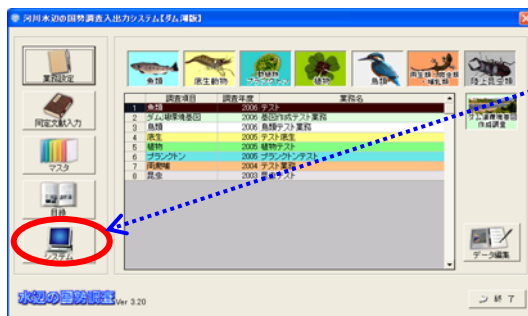 河川水辺の国勢調査入出力システム【ダム湖版】
業務設定
同定文献入力
マスタ
目録
システム
魚類
底生動物
動植物プランクトン
植物
鳥類
両生類・爬虫類・哺乳類
陸上昆虫類
調査項目 調査年度 業務名
1 魚類 2006 テスト
2 ダム湖環境基図 2006 基図作成テスト業務
3 鳥類 2006 鳥類テスト業務
4 底生 2005 テスト底生
5 植物 2005 植物テスト
6 プランクトン 2005 プランクトンテスト
7 両爬哺 2004 テスト業務
8 昆虫 2003 昆虫テスト
ダム湖環境基図作成調査
データ編集
水辺の国勢調査 Ver 3.20
終了